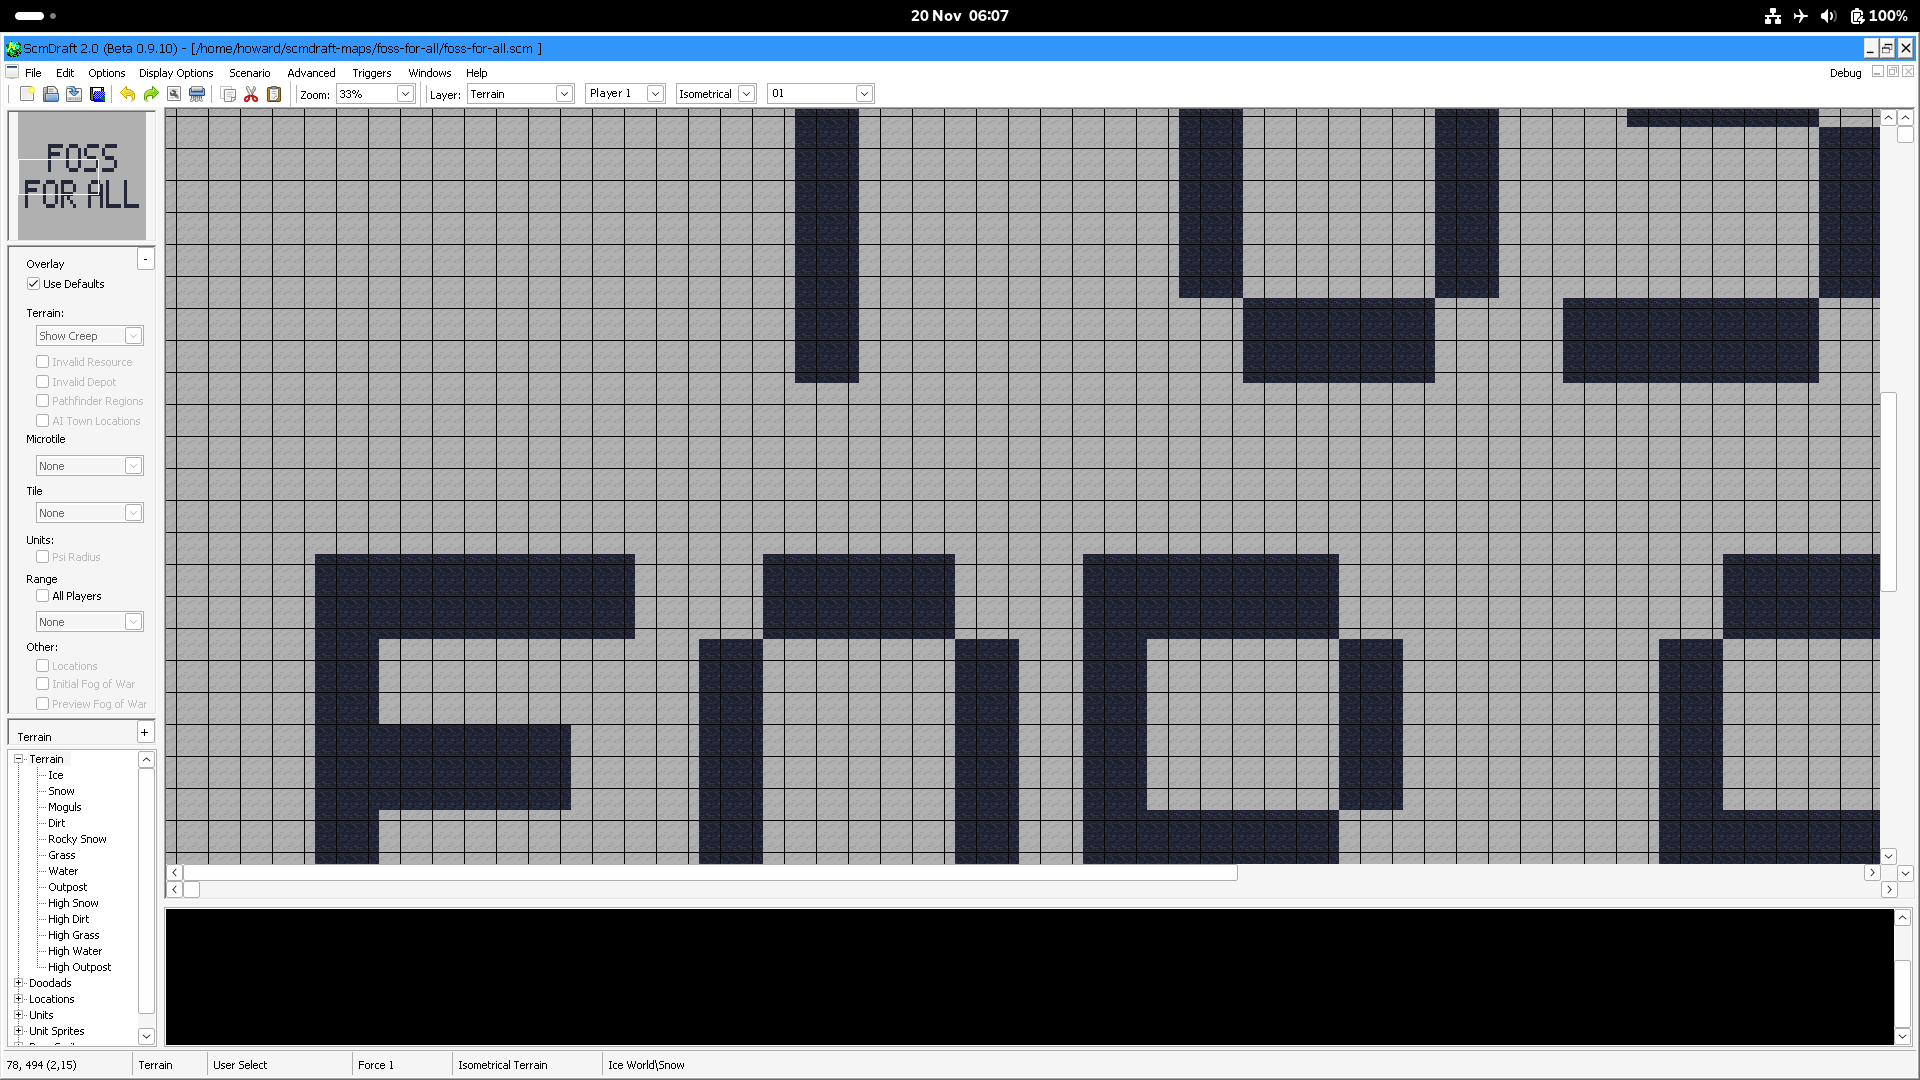 20 Nov 06:07
100%
ScmDraft 2.0 (Beta 0.9.10) - [/home/howard/scmdraft-maps/foss-for-all/foss-for-all.scm ]
File Edit Options Display Options Scenario Advanced Triggers Windows Help Debug
Zoom: 33% Layer: Terrain Player 1 Isometrical 01
FOSS
FOR ALL
Overlay
Use Defaults
Terrain:
Show Creep
Invalid Resource
Invalid Depot
Pathfinder Regions
AI Town Locations
Microtile
None
Tile
None
Units:
Psi Radius
Range
All Players
None
Other:
Locations
Initial Fog of War
Preview Fog of War
Terrain
Terrain
Ice
Snow
Moguls
Dirt
Rocky Snow
Grass
Water
Outpost
High Snow
High Dirt
High Grass
High Water
High Outpost
Doodads
Locations
Units
Unit Sprites
78, 494 (2,15) Terrain User Select Force 1 Isometrical Terrain Ice World\Snow